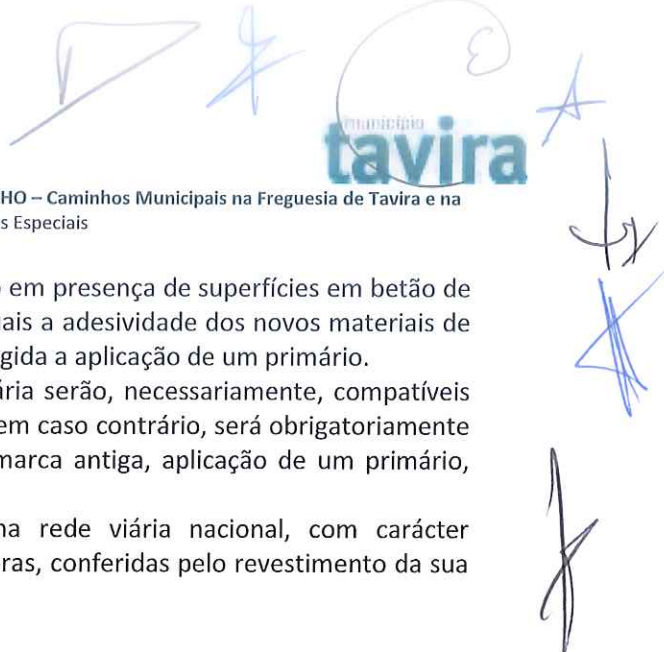 município
tavira
HO – Caminhos Municipais na Freguesia de Tavira e na
s Especiais
em presença de superfícies em betão de
uais a adesividade dos novos materiais de
gida a aplicação de um primário.
ária serão, necessariamente, compatíveis
em caso contrário, será obrigatoriamente
marca antiga, aplicação de um primário,
na rede viária nacional, com carácter
ras, conferidas pelo revestimento da sua